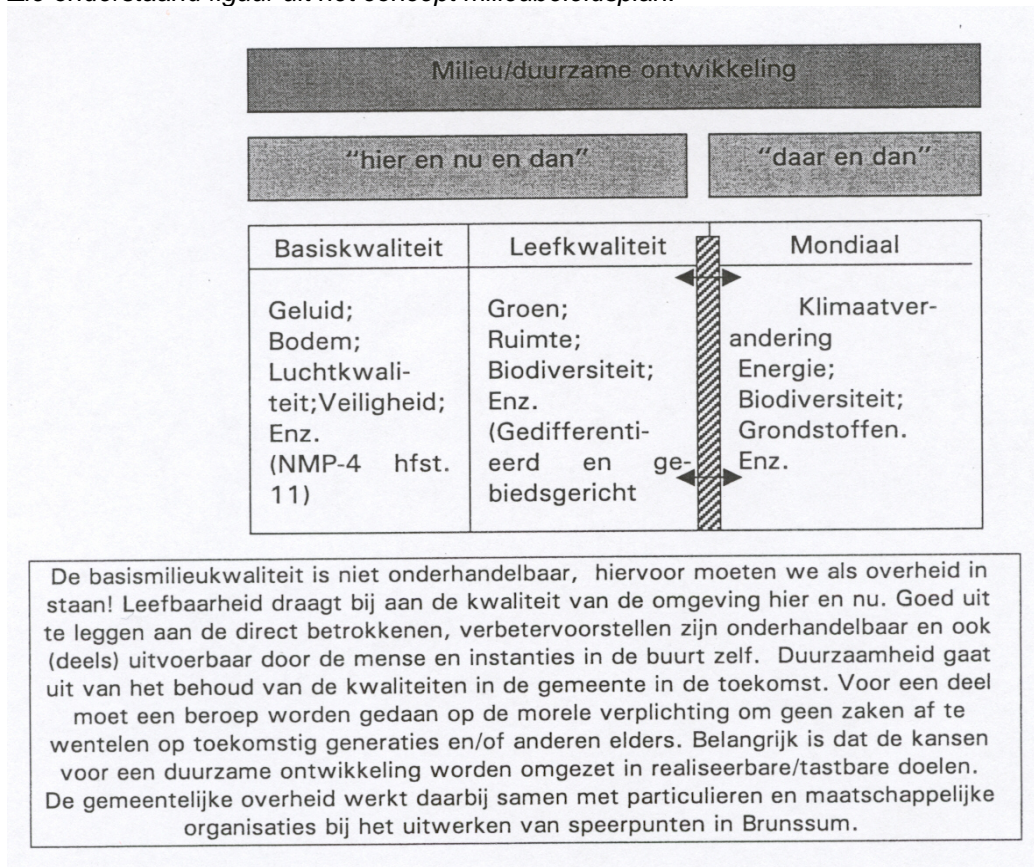 Zie onderstaand figuur uit het concept milieubeleidsplan.
Milieu/duurzame ontwikkeling
"hier en nu en dan"
"daar en dan"
Basiskwaliteit
Geluid;
Bodem;
Luchtkwali-
teit;Veiligheid;
Enz.
(NMP-4 hfst.
11)
Leefkwaliteit
Groen;
Ruimte;
Biodiversiteit;
Enz.
(Gedifferenti-
eerd en ge-
biedsgericht
Mondiaal
Klimaatver-
andering
Energie;
Biodiversiteit;
Grondstoffen.
Enz.
De basismilieukwaliteit is niet onderhandelbaar, hiervoor moeten we als overheid in
staan! Leefbaarheid draagt bij aan de kwaliteit van de omgeving hier en nu. Goed uit
te leggen aan de direct betrokkenen, verbetervoorstellen zijn onderhandelbaar en ook
(deels) uitvoerbaar door de mense en instanties in de buurt zelf. Duurzaamheid gaat
uit van het behoud van de kwaliteiten in de gemeente in de toekomst. Voor een deel
moet een beroep worden gedaan op de morele verplichting om geen zaken af te
wentelen op toekomstig generaties en/of anderen elders. Belangrijk is dat de kansen
voor een duurzame ontwikkeling worden omgezet in realiseerbare/tastbare doelen.
De gemeentelijke overheid werkt daarbij samen met particulieren en maatschappelijke
organisaties bij het uitwerken van speerpunten in Brunssum.